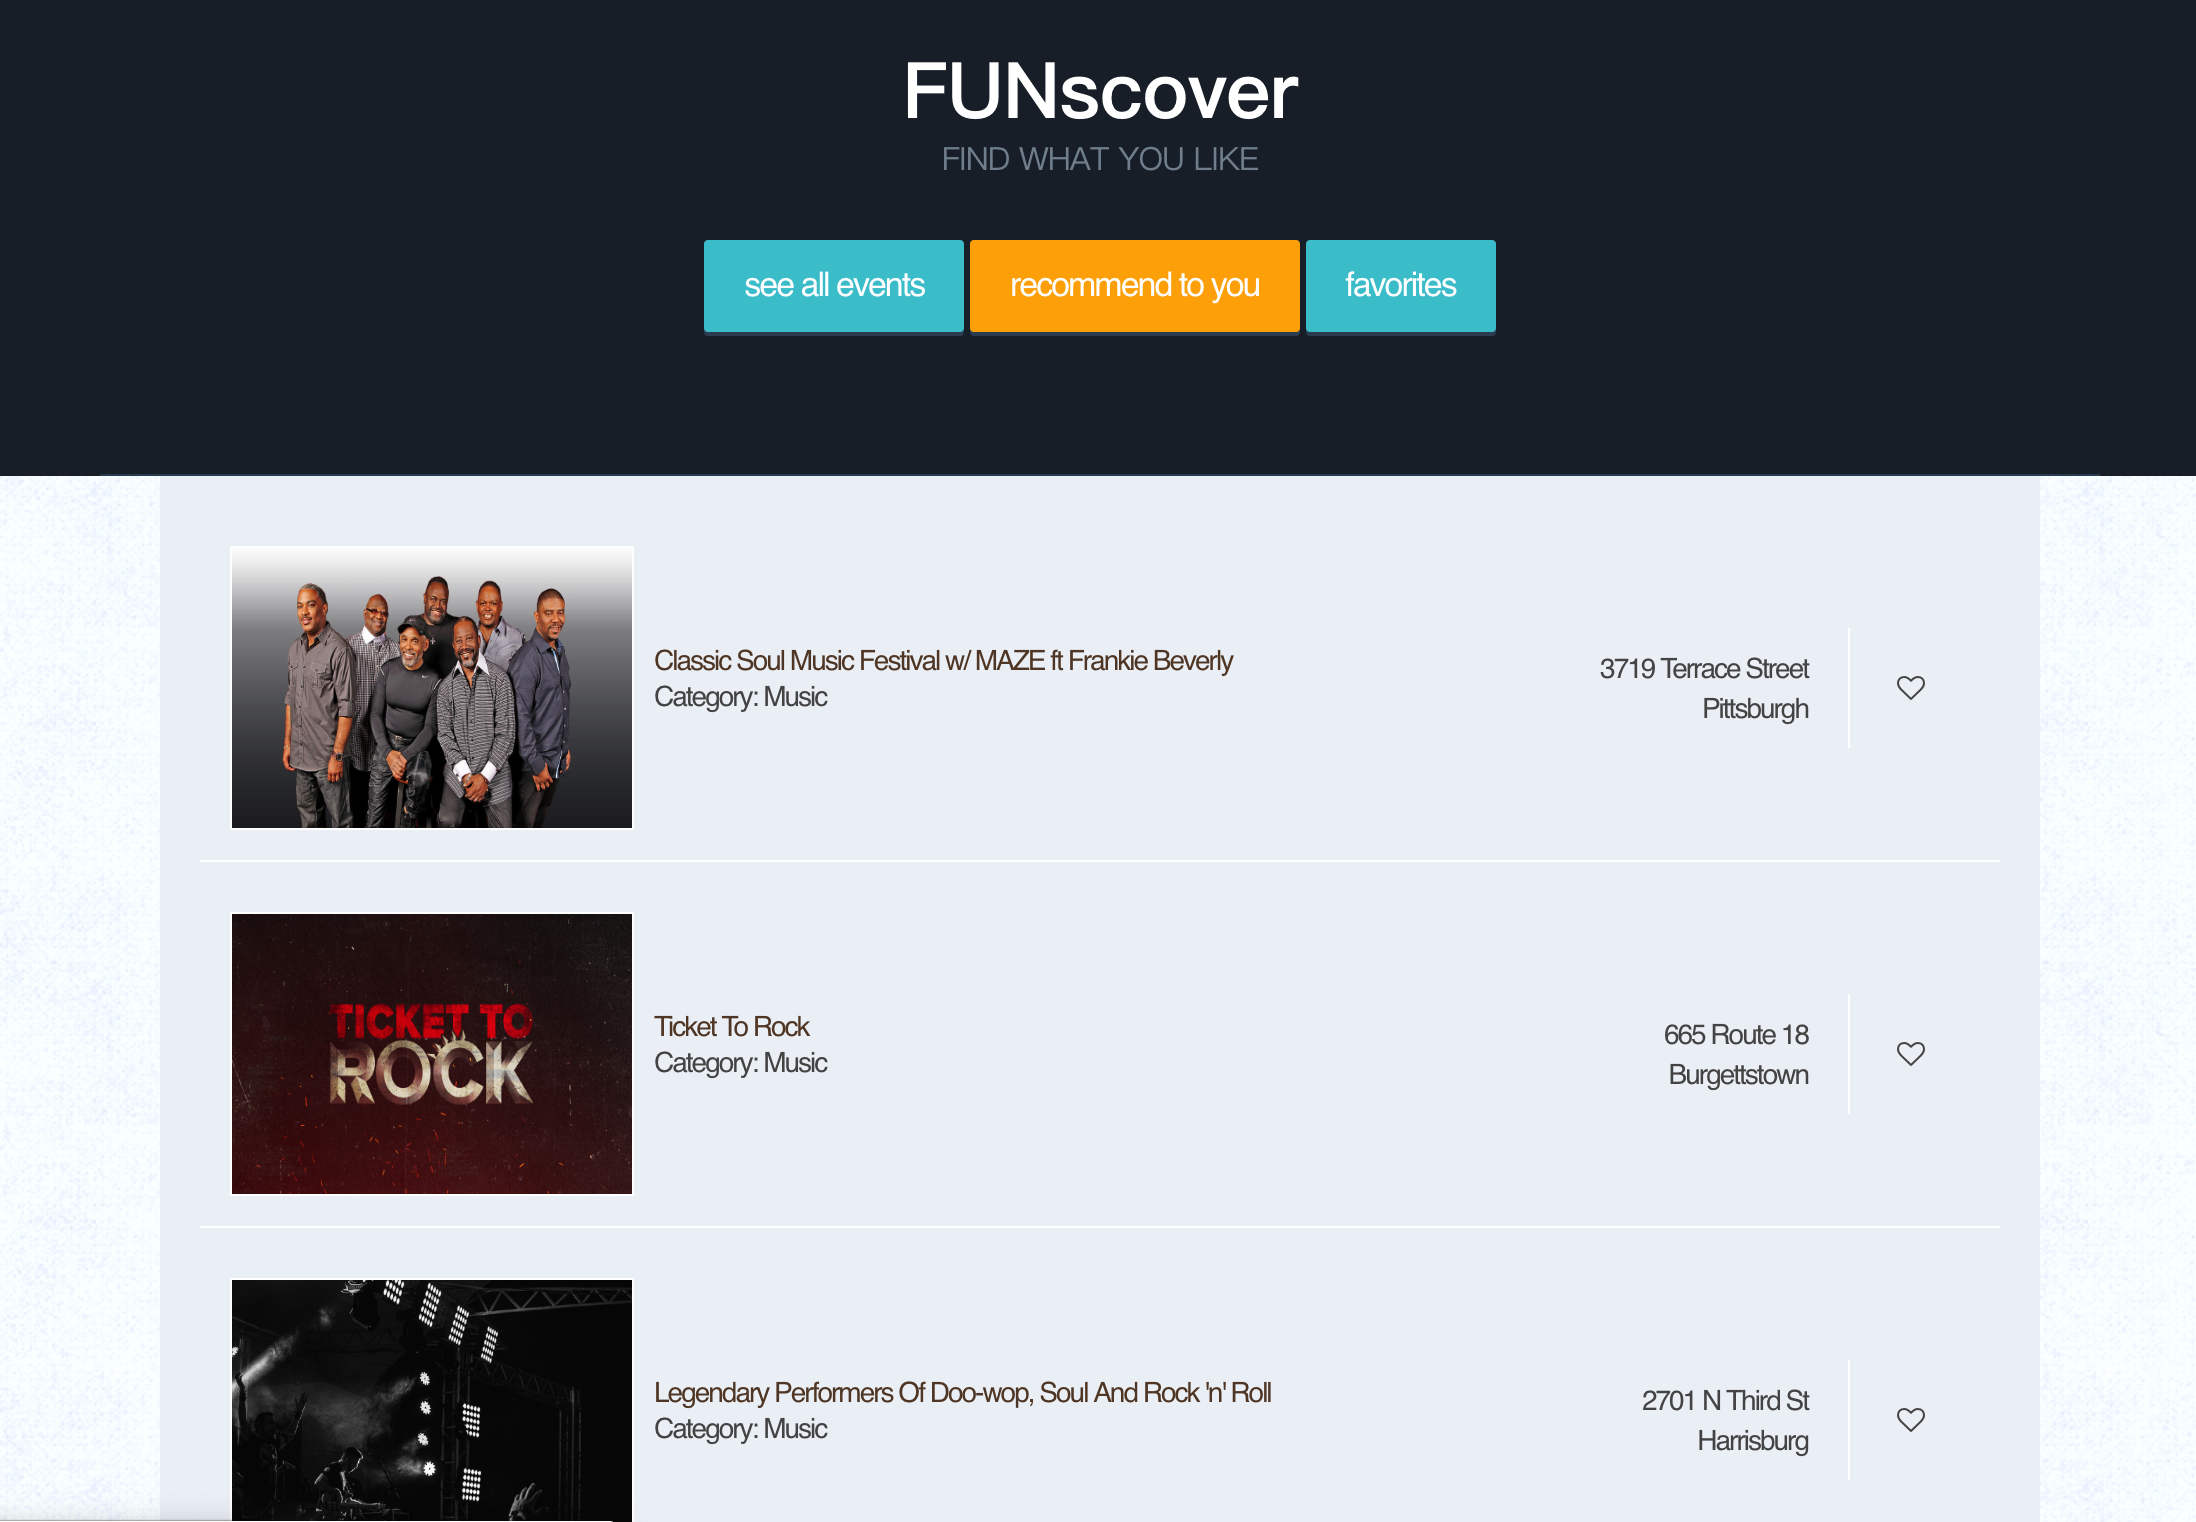 FUNscover
FIND WHAT YOU LIKE
see all events
recommend to you
favorites
Classic Soul Music Festival w/ MAZE ft Frankie Beverly
Category: Music
3719 Terrace Street
Pittsburgh
TICKET TO
ROCK
Ticket To Rock
Category: Music
665 Route 18
Burgettstown
Legendary Performers Of Doo-wop, Soul And Rock 'n' Roll
Category: Music
2701 N Third St
Harrisburg